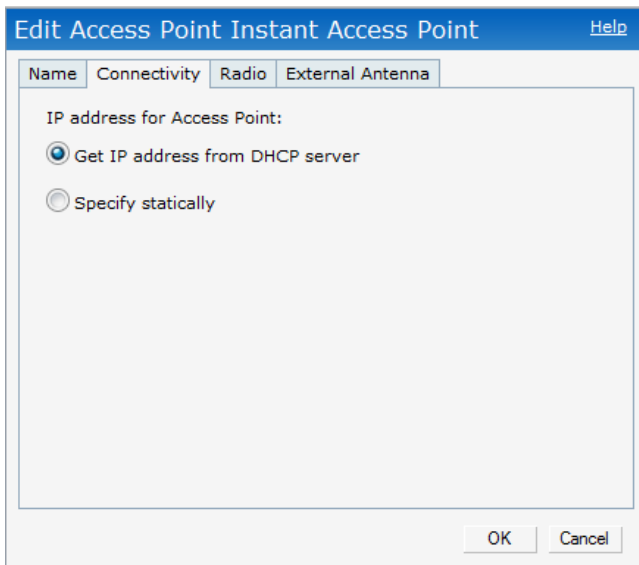 Edit Access Point Instant Access Point Help
Name Connectivity Radio External Antenna
IP address for Access Point:
Get IP address from DHCP server
Specify statically
OK Cancel